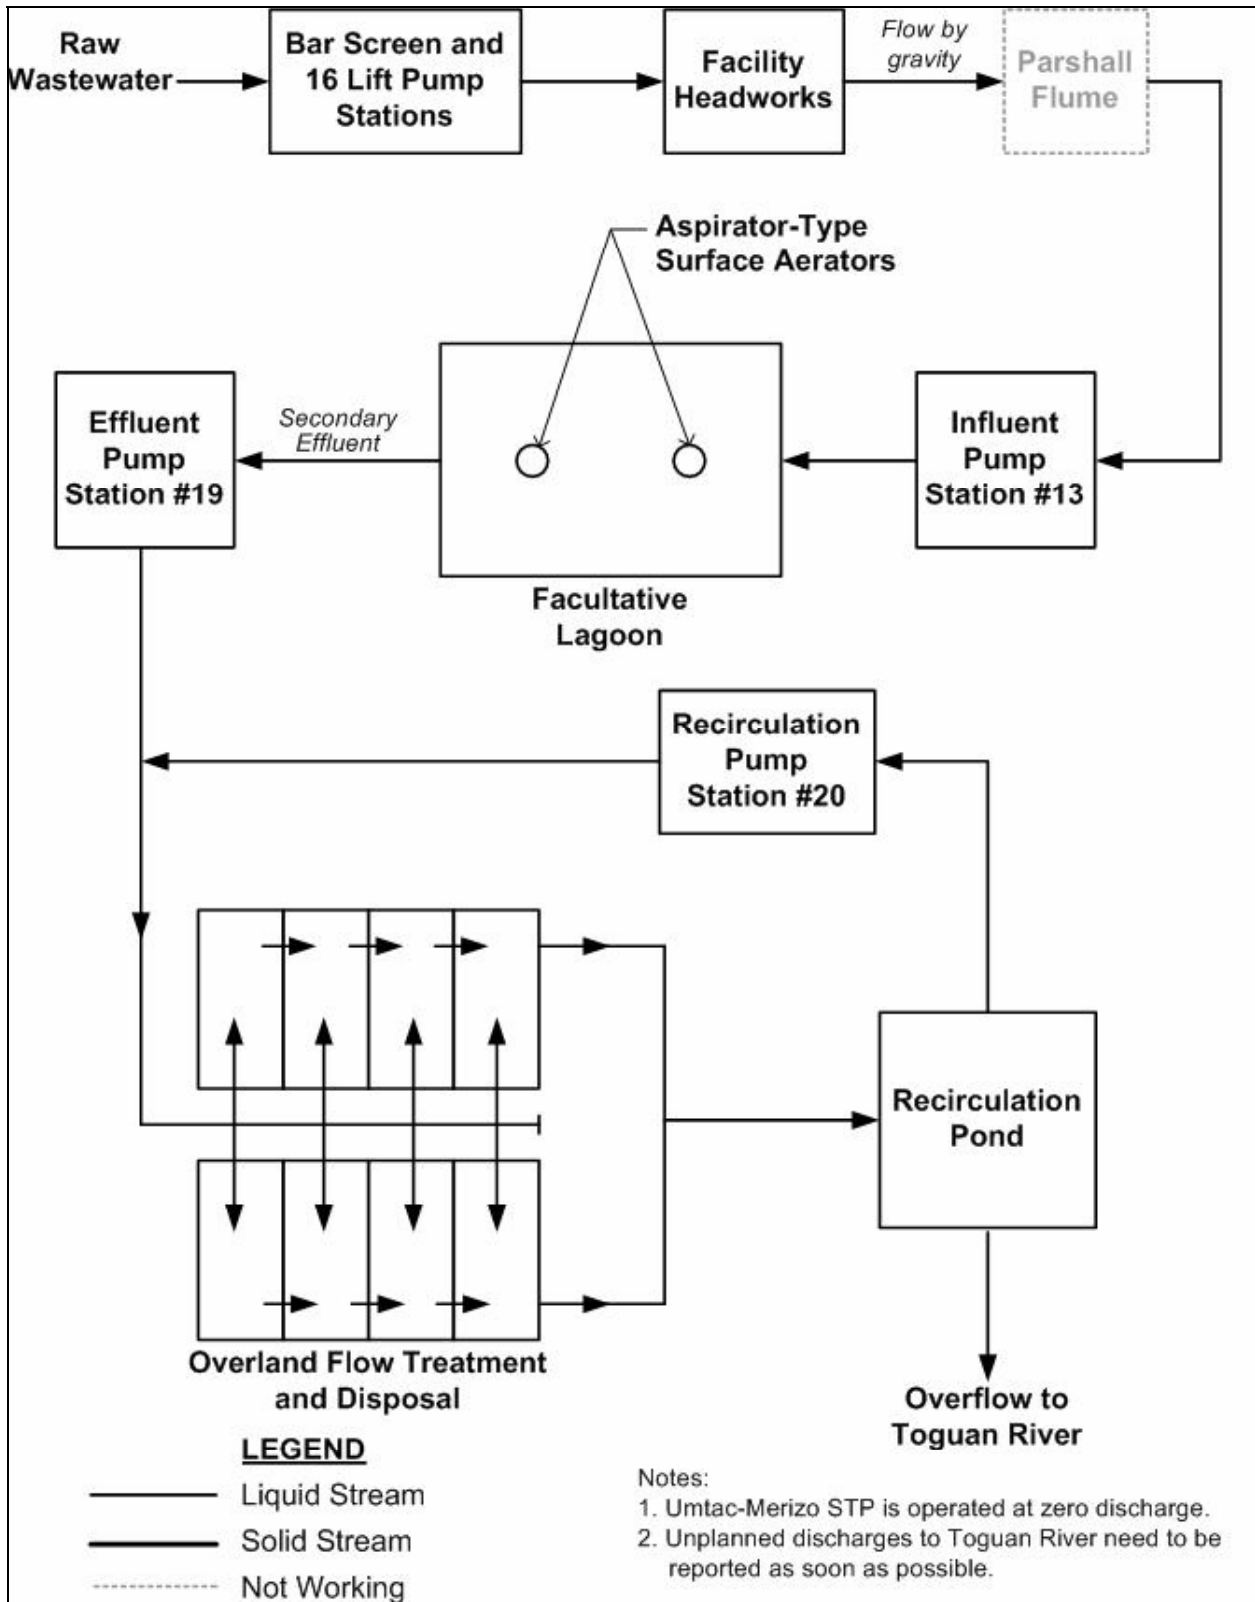 Raw
Wastewater
Bar Screen and
16 Lift Pump
Stations
Facility
Headworks
Flow by
gravity
Parshall
Flume
Aspirator-Type
Surface Aerators
Effluent
Pump
Station #19
Secondary
Effluent
Influent
Pump
Station #13
Facultative
Lagoon
Recirculation
Pump
Station #20
Recirculation
Pond
Overland Flow Treatment
and Disposal
Overflow to
Toguan River
LEGEND
Liquid Stream
Solid Stream
Not Working
Notes:
1. Umtac-Merizo STP is operated at zero discharge.
2. Unplanned discharges to Toguan River need to be
reported as soon as possible.